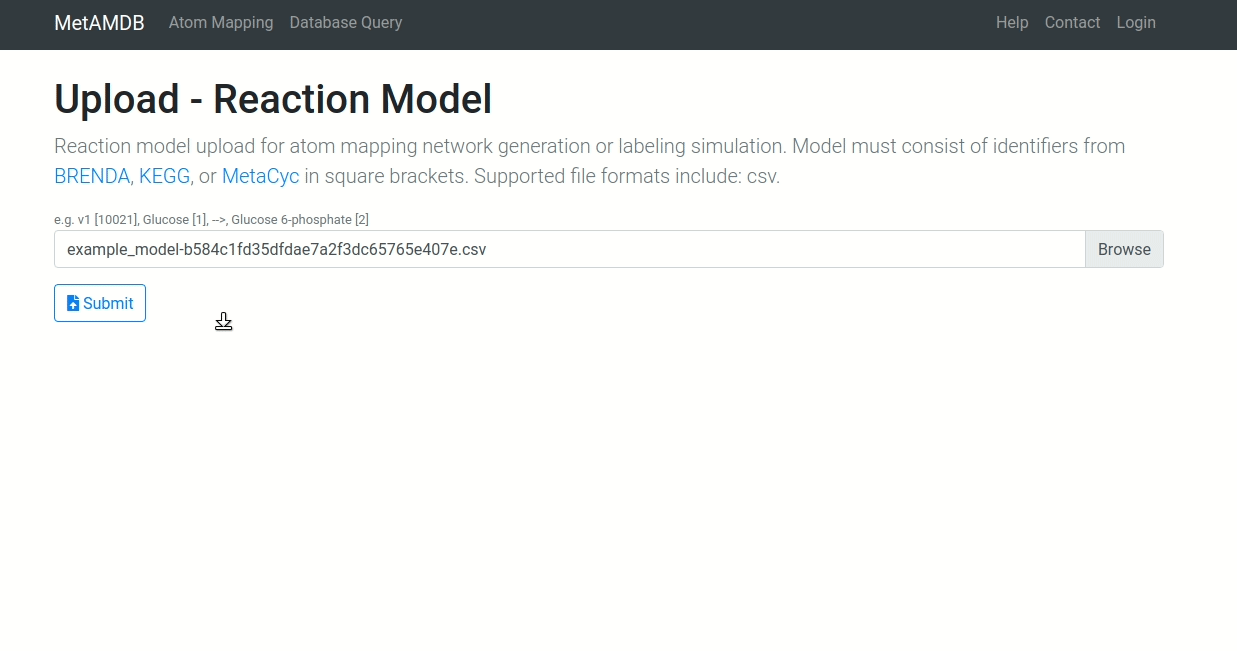 MetAMDB Atom Mapping Database Query Help Contact Login
Upload - Reaction Model
Reaction model upload for atom mapping network generation or labeling simulation. Model must consist of identifiers from
BRENDA, KEGG, or MetaCyc in square brackets. Supported file formats include: csv.
e.g. v1 [10021], Glucose [1], -->, Glucose 6-phosphate [2]
example_model-b584c1fd35dfdae7a2f3dc65765e407e.csv Browse
Submit